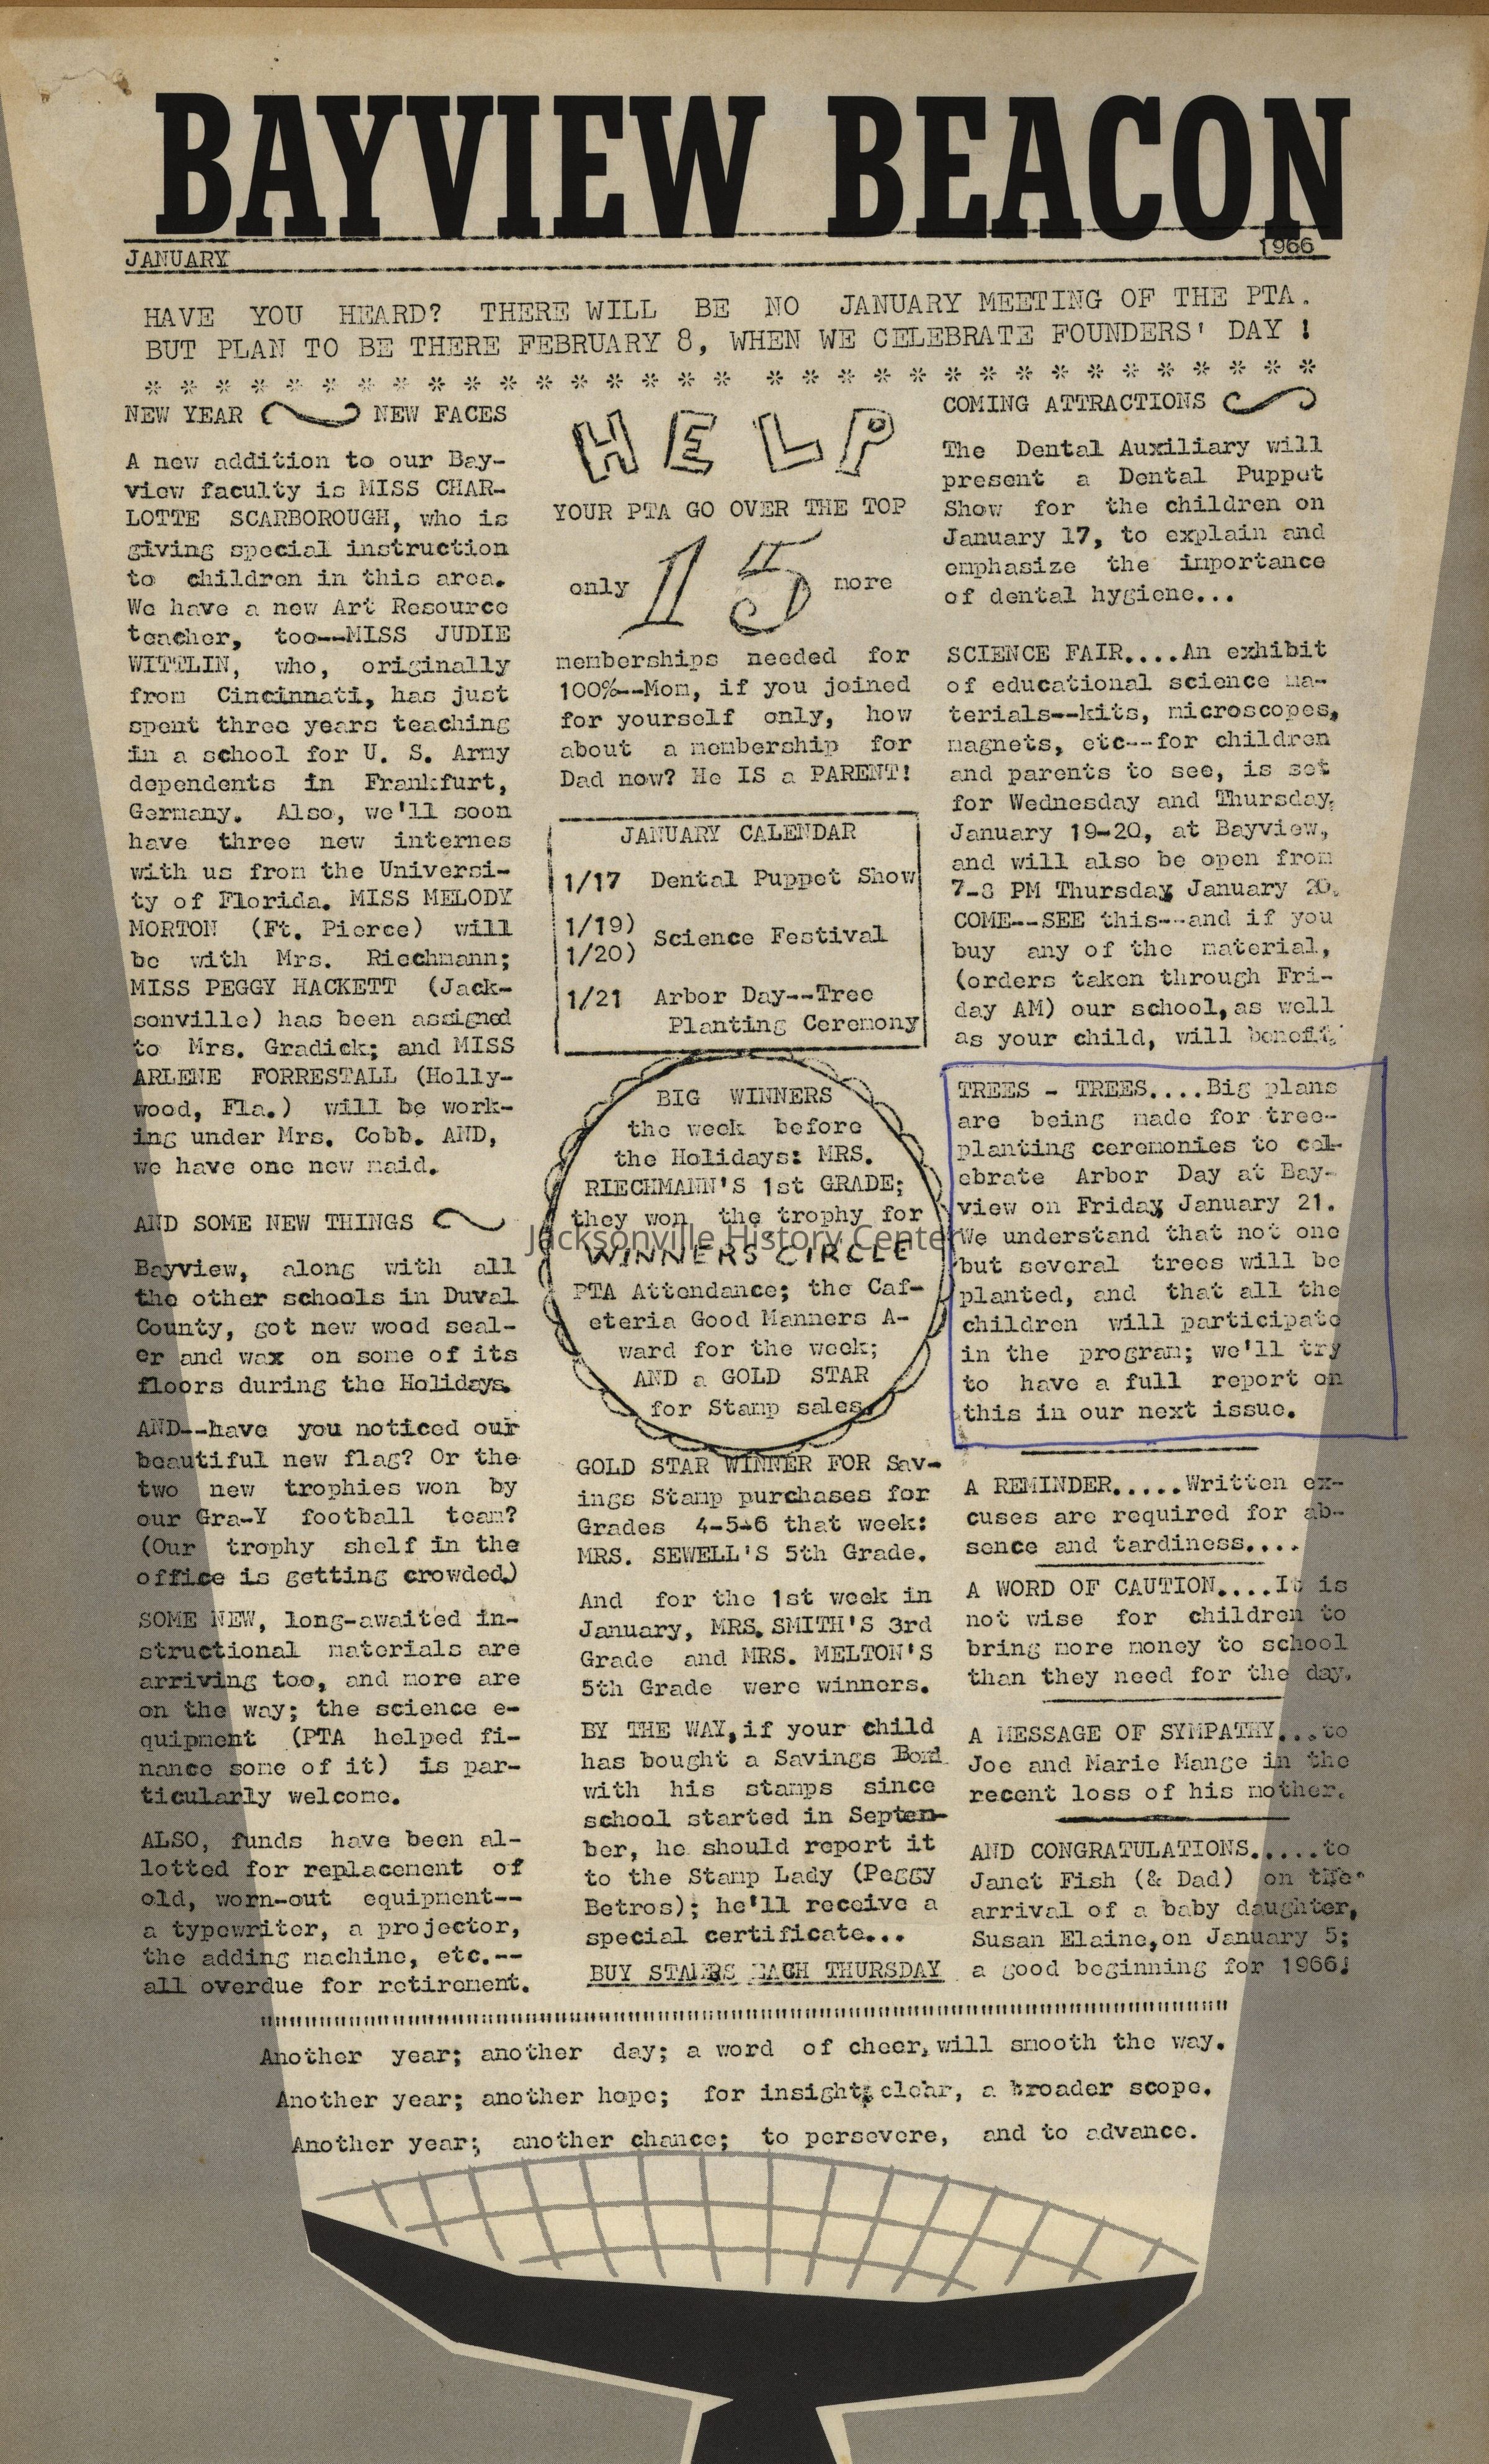 BAYVIEW BEACON
JANUARY 1966
HAVE YOU HEARD? THERE WILL BE NO JANUARY MEETING OF THE PTA.
BUT PLAN TO BE THERE FEBRUARY 8, WHEN WE CELEBRATE FOUNDERS' DAY !
* * * * * * * * * * * * * * * * * * * * * * * * * * * * * * * * *
NEW YEAR NEW FACES
A new addition to our Bay-
view faculty is MISS CHAR-
LOTTE SCARBOROUGH, who is
giving special instruction
to children in this area.
We have a new Art Resource
teacher, too--MISS JUDIE
WITTLIN, who, originally
from Cincinnati, has just
spent three years teaching
in a school for U. S. Army
dependents in Frankfurt,
Germany. Also, we'll soon
have three new internes
with us from the Universi-
ty of Florida. MISS MELODY
MORTON (Ft. Pierce) will
be with Mrs. Riechmann;
MISS PEGGY HACKETT (Jack-
sonville) has been assigned
to Mrs. Gradick; and MISS
ARLENE FORRESTALL (Holly-
wood, Fla.) will be work-
ing under Mrs. Cobb. AND,
we have one new maid.
AND SOME NEW THINGS
Bayview, along with all
the other schools in Duval
County, got new wood seal-
er and wax on some of its
floors during the Holidays.
AND--have you noticed our
beautiful new flag? Or the
two new trophies won by
our Gra-Y football team?
(Our trophy shelf in the
office is getting crowded)
SOME NEW, long-awaited in-
structional materials are
arriving too, and more are
on the way; the science e-
quipment (PTA helped fi-
nance some of it) is par-
ticularly welcome.
ALSO, funds have been al-
lotted for replacement of
old, worn-out equipment--
a typewriter, a projector,
the adding machine, etc.--
all overdue for retirement.
HELP
YOUR PTA GO OVER THE TOP
only 15 more
memberships needed for
100%--Mom, if you joined
for yourself only, how
about a membership for
Dad now? He IS a PARENT!
JANUARY CALENDAR
1/17 Dental Puppet Show
1/19)
Science Festival
1/20)
1/21 Arbor Day--Tree
Planting Ceremony
BIG WINNERS
the week before
the Holidays: MRS.
RIECHMANN'S 1st GRADE;
they won the trophy for
Jacksonville History Center
WINNERS CIRCLE
PTA Attendance; the Caf-
eteria Good Manners A-
ward for the week;
AND a GOLD STAR
for Stamp sales.
GOLD STAR WINNER FOR Sav-
ings Stamp purchases for
Grades 4-5-6 that week:
MRS. SEWELL'S 5th Grade.
And for the 1st week in
January, MRS. SMITH'S 3rd
Grade and MRS. MELTON'S
5th Grade were winners.
BY THE WAY, if your child
has bought a Savings Bond
with his stamps since
school started in Septem-
ber, he should report it
to the Stamp Lady (Peggy
Betros); he'll receive a
special certificate...
BUY STAMPS EACH THURSDAY
COMING ATTRACTIONS
The Dental Auxiliary will
present a Dental Puppet
Show for the children on
January 17, to explain and
emphasize the importance
of dental hygiene...
SCIENCE FAIR....An exhibit
of educational science ma-
terials--kits, microscopes,
magnets, etc--for children
and parents to see, is set
for Wednesday and Thursday,
January 19-20, at Bayview,
and will also be open from
7-8 PM Thursday, January 20.
COME--SEE this--and if you
buy any of the material,
(orders taken through Fri-
day AM) our school, as well
as your child, will benefit.
TREES - TREES....Big plans
are being made for tree-
planting ceremonies to cel-
ebrate Arbor Day at Bay-
view on Friday, January 21.
We understand that not one
but several trees will be
planted, and that all the
children will participate
in the program; we'll try
to have a full report on
this in our next issue.
A REMINDER.....Written ex-
cuses are required for ab-
sence and tardiness....
A WORD OF CAUTION....It is
not wise for children to
bring more money to school
than they need for the day.
A MESSAGE OF SYMPATHY...to
Joe and Marie Mange in the
recent loss of his mother.
AND CONGRATULATIONS.....to
Janet Fish (& Dad) on the
arrival of a baby daughter,
Susan Elaine, on January 5;
a good beginning for 1966!
Another year; another day; a word of cheer, will smooth the way.
Another year; another hope; for insight clear, a broader scope.
Another year; another chance; to persevere, and to advance.